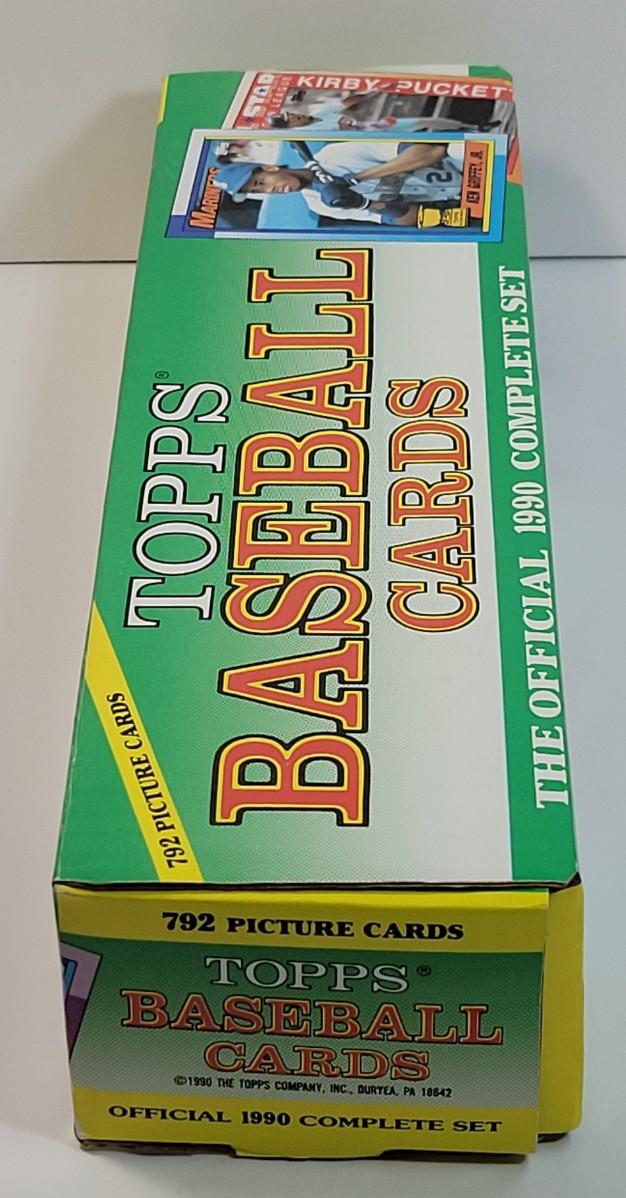 KIRBY PUCKET
MARINERS
KEN GRIFFEY, JR.
TOPPS®
BASEBALL
CARDS
792 PICTURE CARDS
THE OFFICIAL 1990 COMPLETE SET
792 PICTURE CARDS
TOPPS®
BASEBALL
CARDS
©1990 THE TOPPS COMPANY, INC., DURYEA, PA 18642
OFFICIAL 1990 COMPLETE SET